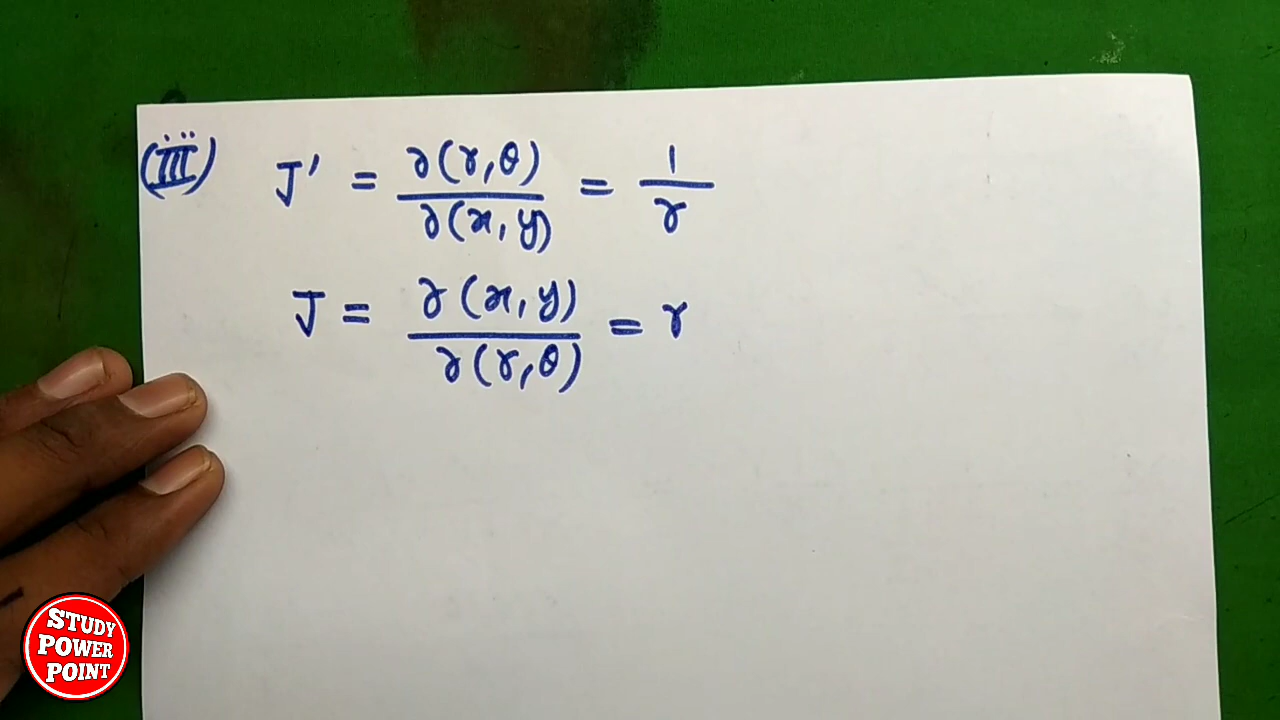 (iii) J' = ∂(r,θ)/∂(x,y) = 1/r
J = ∂(x,y)/∂(r,θ) = r
STUDY
POWER
POINT